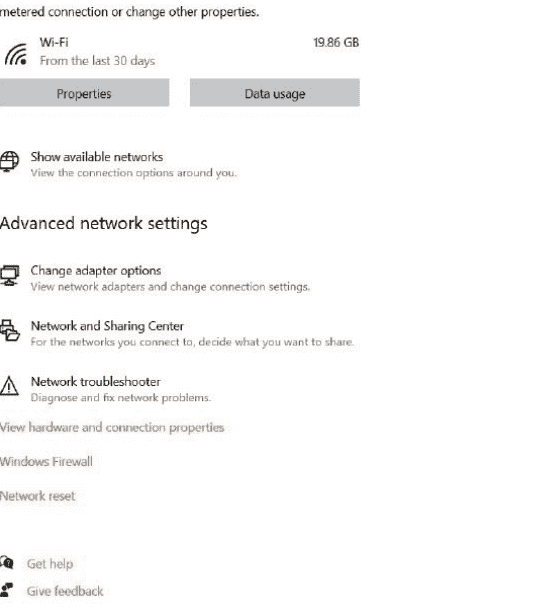 metered connection or change other properties.
Wi-Fi
19.86 GB
From the last 30 days
Properties
Data usage
Show available networks
View the connection options around you.
Advanced network settings
Change adapter options
View network adapters and change connection settings.
Network and Sharing Center
For the networks you connect to, decide what you want to share.
Network troubleshooter
Diagnose and fix network problems.
View hardware and connection properties
Windows Firewall
Network reset
Get help
Give feedback